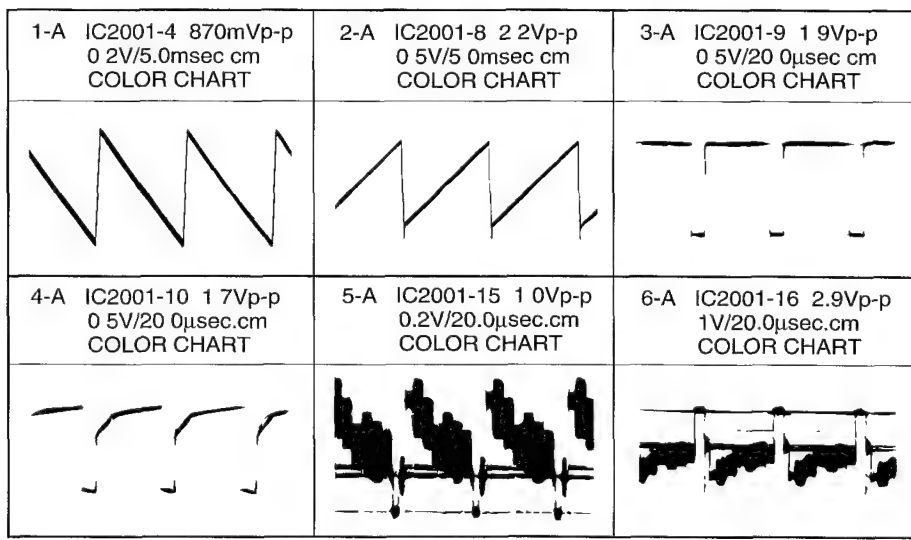 1-A IC2001-4 870mVp-p
0 2V/5.0msec cm
COLOR CHART
2-A IC2001-8 2 2Vp-p
0 5V/5 0msec cm
COLOR CHART
3-A IC2001-9 1 9Vp-p
0 5V/20 0µsec cm
COLOR CHART
4-A IC2001-10 1 7Vp-p
0 5V/20 0µsec.cm
COLOR CHART
5-A IC2001-15 1 0Vp-p
0.2V/20.0µsec.cm
COLOR CHART
6-A IC2001-16 2.9Vp-p
1V/20.0µsec.cm
COLOR CHART